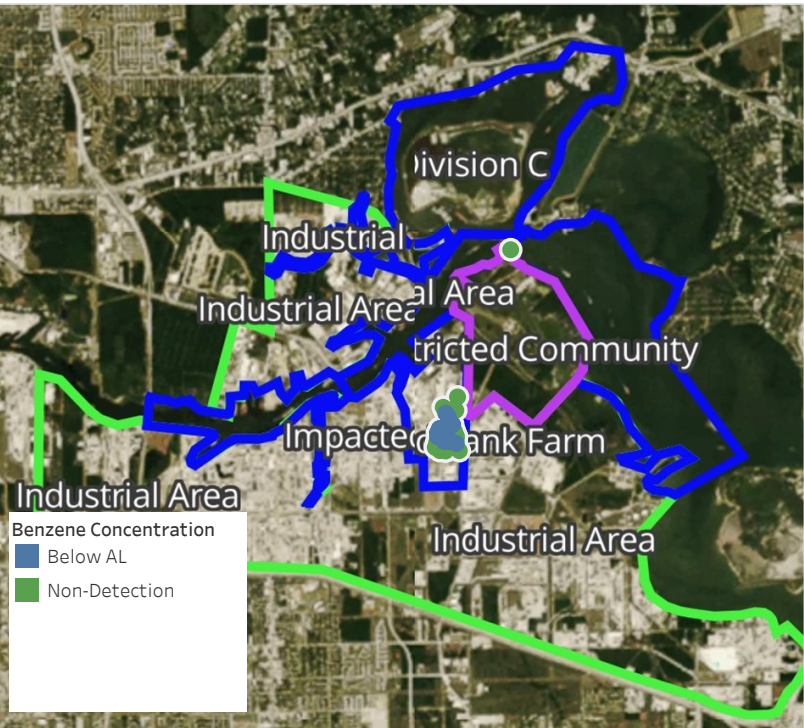 Division C
Industrial
al Area
Industrial Area
tricted Community
Impacted
ank Farm
Industrial Area
Industrial Area
Benzene Concentration
Below AL
Non-Detection